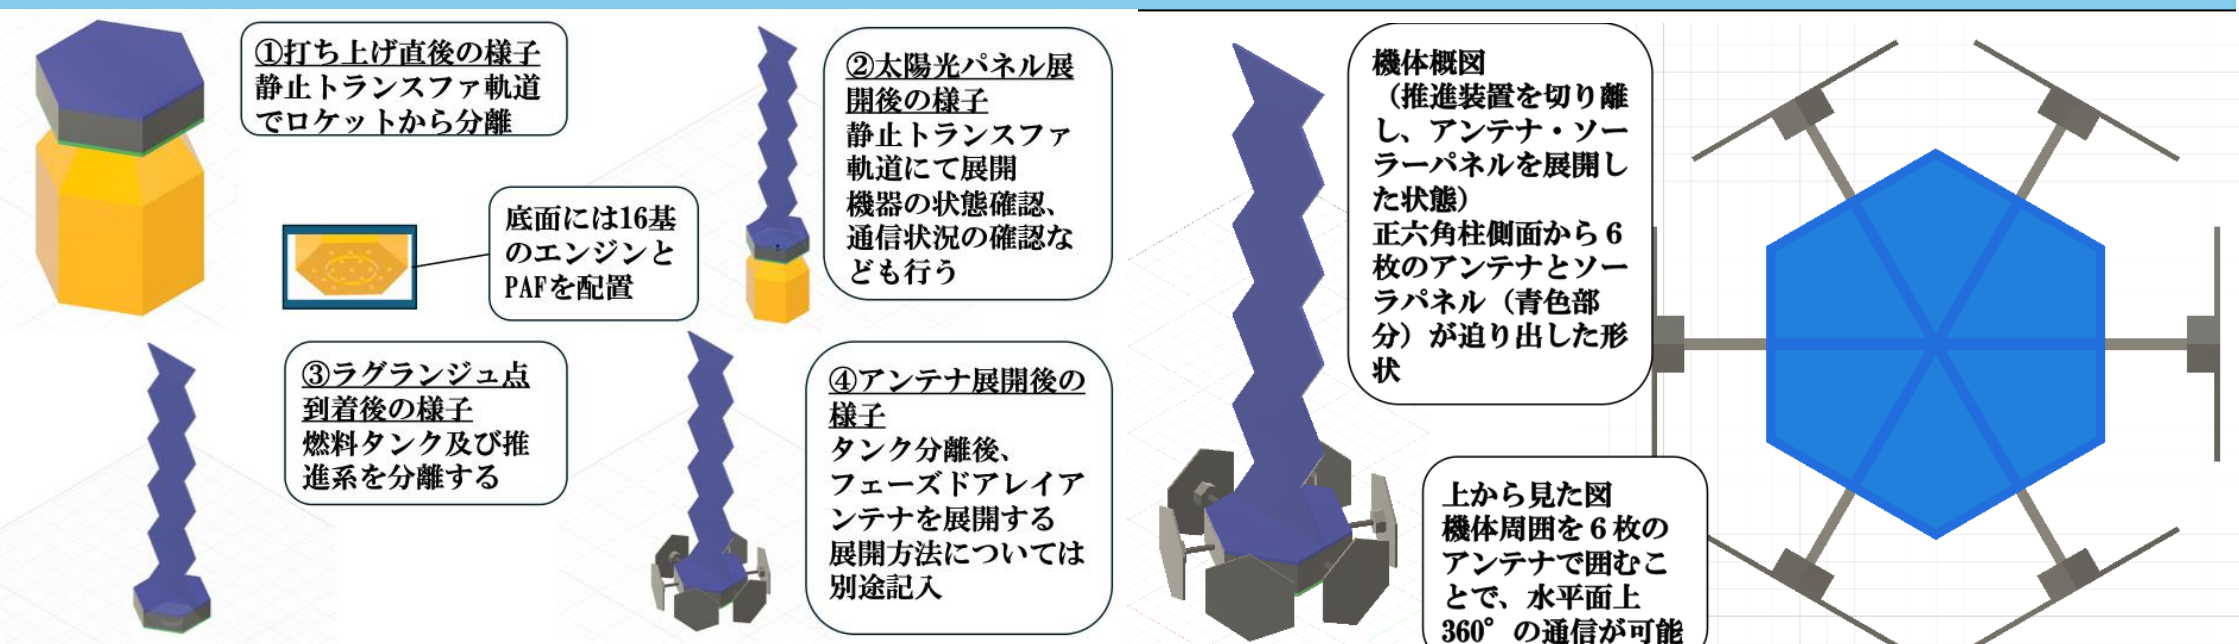 ①打ち上げ直後の様子
静止トランスファ軌道
でロケットから分離
底面には16基
のエンジンと
PAFを配置
②太陽光パネル展
開後の様子
静止トランスファ
軌道にて展開
機器の状態確認、
通信状況の確認な
ども行う
③ラグランジュ点
到着後の様子
燃料タンク及び推
進系を分離する
④アンテナ展開後の
様子
タンク分離後、
フェーズドアレイア
ンテナを展開する
展開方法については
別途記入
機体概図
（推進装置を切り離
し、アンテナ・ソー
ラーパネルを展開し
た状態）
正六角柱側面から６
枚のアンテナとソー
ラパネル（青色部
分）が迫り出した形
状
上から見た図
機体周囲を６枚の
アンテナで囲むこ
とで、水平面上
360°の通信が可能